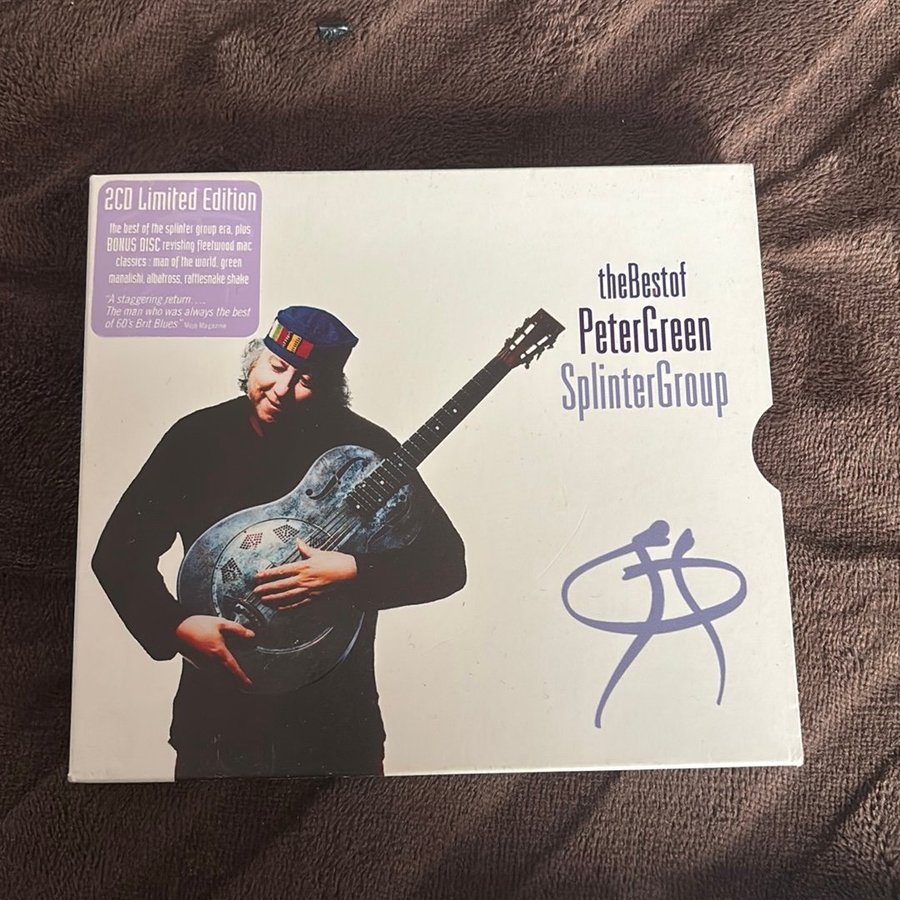 2CD Limited Edition
the best of the splinter group era, plus
BONUS DISC revisiting fleetwood mac
classics : man of the world, green
manalishi, albatross, rattlesnake shake
"A staggering return.....
The man who was always the best
of 60's Brit Blues" Mojo Magazine
theBestof
PeterGreen
SplinterGroup